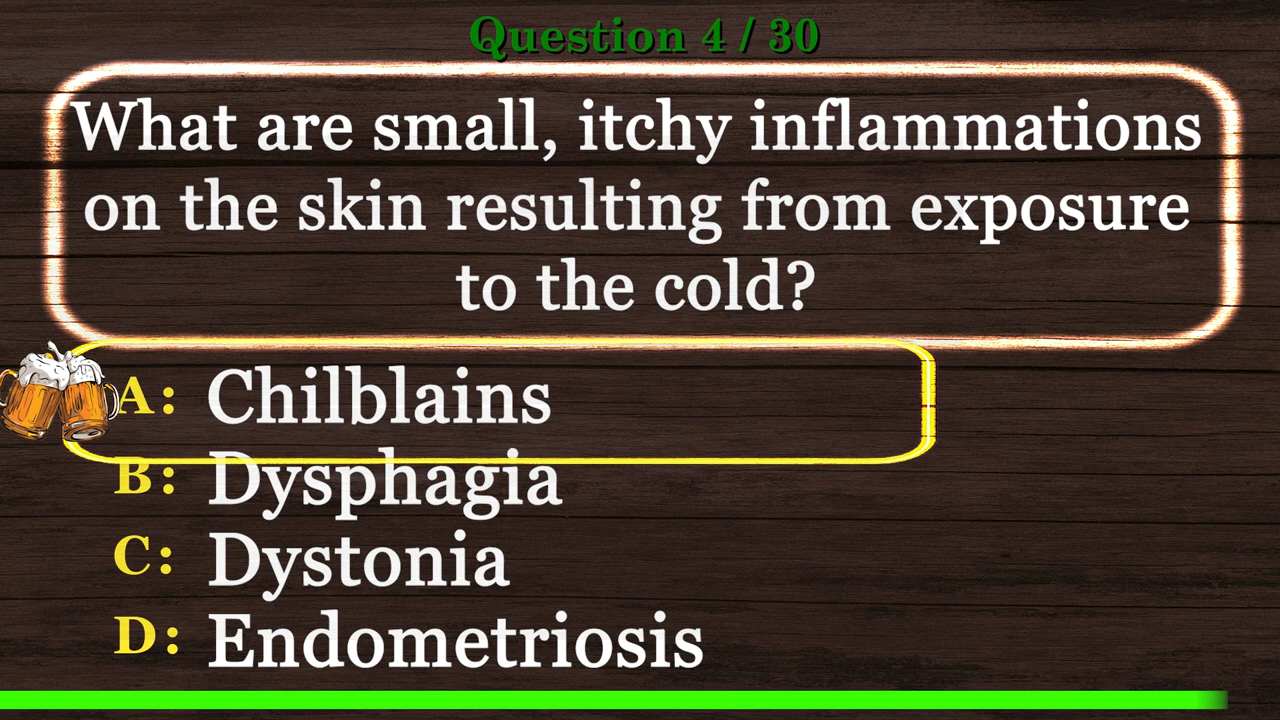 Question 4 / 30
What are small, itchy inflammations
on the skin resulting from exposure
to the cold?
A: Chilblains
B: Dysphagia
C: Dystonia
D: Endometriosis